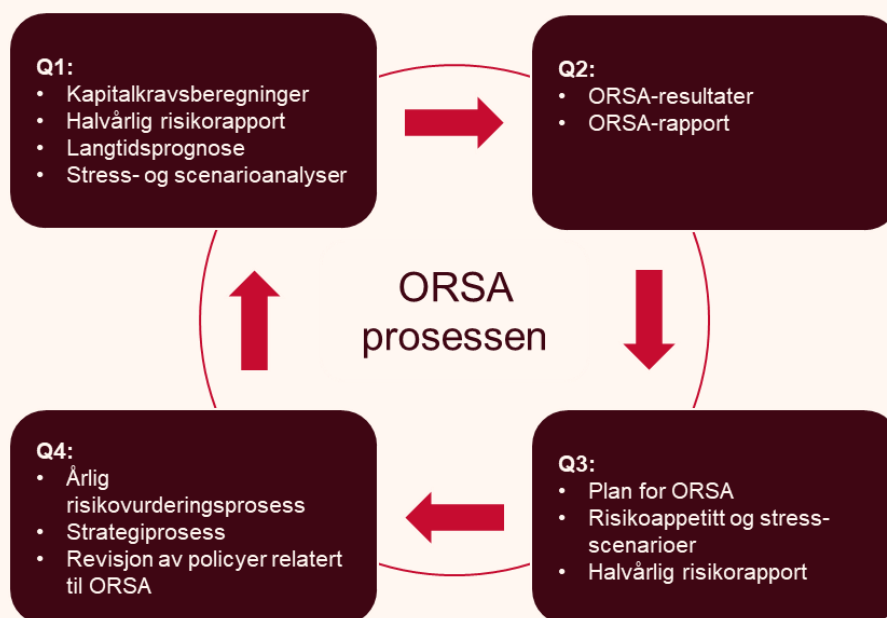 Q1:
• Kapitalkravsberegninger
• Halvårlig risikorapport
• Langtidsprognose
• Stress- og scenarioanalyser
Q2:
• ORSA-resultater
• ORSA-rapport
ORSA
prosessen
Q4:
• Årlig
risikovurderingsprosess
• Strategiprosess
• Revisjon av policyer relatert
til ORSA
Q3:
• Plan for ORSA
• Risikoappetitt og stress-
scenarioer
• Halvårlig risikorapport